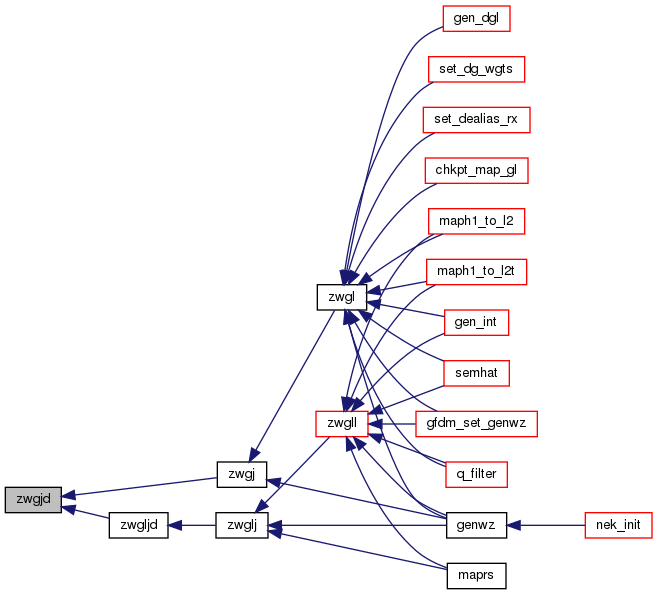 gen_dgl
set_dg_wgts
set_dealias_rx
chkpt_map_gl
maph1_to_l2
maph1_to_l2t
zwgl
gen_int
semhat
zwgll
gfdm_set_genwz
zwgj
q_filter
zwgjd
zwgljd
zwglj
genwz
nek_init
maprs